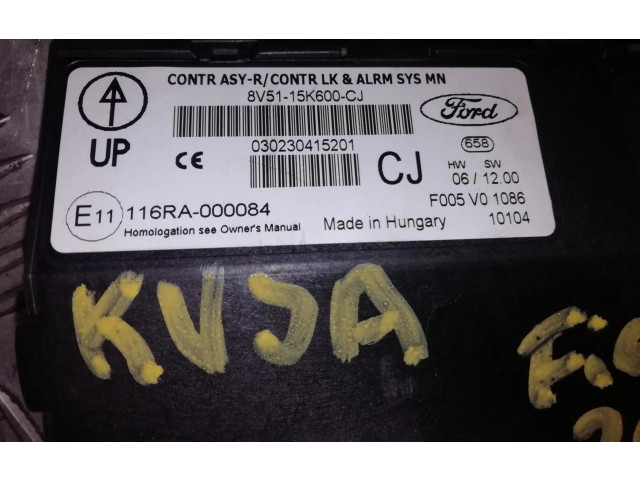 CONTR ASY-R/ CONTR LK & ALRM SYS MN
8V51-15K600-CJ
Ford
030230415201
658
UP
CE
CJ
HW SW
06 / 12.00
F005 V0 1086
E11 116RA-000084
Made in Hungary
10104
Homologation see Owner's Manual
KVJA